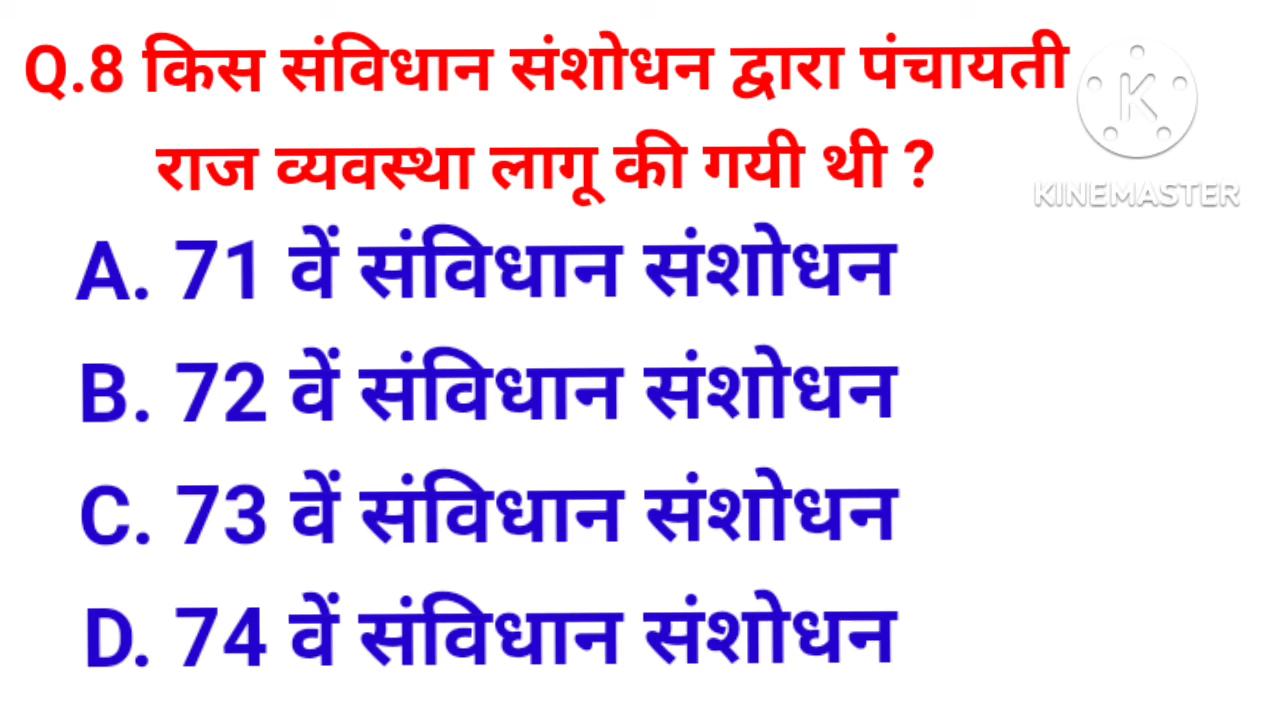 Q.8 किस संविधान संशोधन द्वारा पंचायती
राज व्यवस्था लागू की गयी थी ?
K
KINEMASTER
A. 71 वें संविधान संशोधन
B. 72 वें संविधान संशोधन
C. 73 वें संविधान संशोधन
D. 74 वें संविधान संशोधन